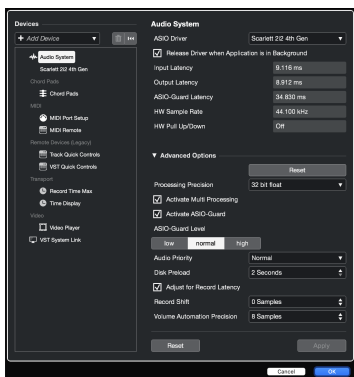 Devices
+ Add Device
Audio System
Scarlett 2i2 4th Gen
Chord Pads
Chord Pads
MIDI
MIDI Port Setup
MIDI Remote
Remote Devices (Legacy)
Track Quick Controls
VST Quick Controls
Transport
Record Time Max
Time Display
Video
Video Player
VST System Link
Audio System
ASIO Driver Scarlett 2i2 4th Gen
Release Driver when Application is in Background
Input Latency 9.116 ms
Output Latency 8.912 ms
ASIO-Guard Latency 34.830 ms
HW Sample Rate 44.100 kHz
HW Pull Up/Down Off
Advanced Options
Reset
Processing Precision 32 bit float
Activate Multi Processing
Activate ASIO-Guard
ASIO-Guard Level
low normal high
Audio Priority Normal
Disk Preload 2 Seconds
Adjust for Record Latency
Record Shift 0 Samples
Volume Automation Precision 8 Samples
Reset Apply
Cancel OK